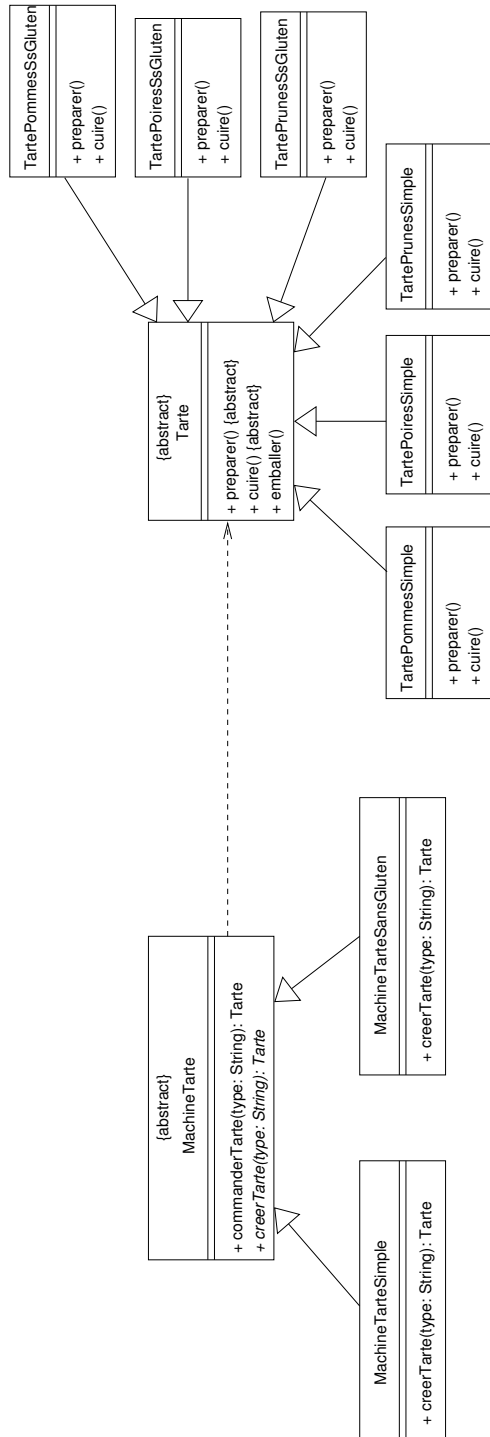 {abstract}
MachineTarte
+ commanderTarte(type: String): Tarte
+ creerTarte(type: String): Tarte
MachineTarteSimple
+ creerTarte(type: String): Tarte
MachineTarteSansGluten
+ creerTarte(type: String): Tarte
{abstract}
Tarte
+ preparer() {abstract}
+ cuire() {abstract}
+ emballer()
TartePommesSsGluten
+ preparer()
+ cuire()
TartePoiresSsGluten
+ preparer()
+ cuire()
TartePrunesSsGluten
+ preparer()
+ cuire()
TartePommesSimple
+ preparer()
+ cuire()
TartePoiresSimple
+ preparer()
+ cuire()
TartePrunesSimple
+ preparer()
+ cuire()